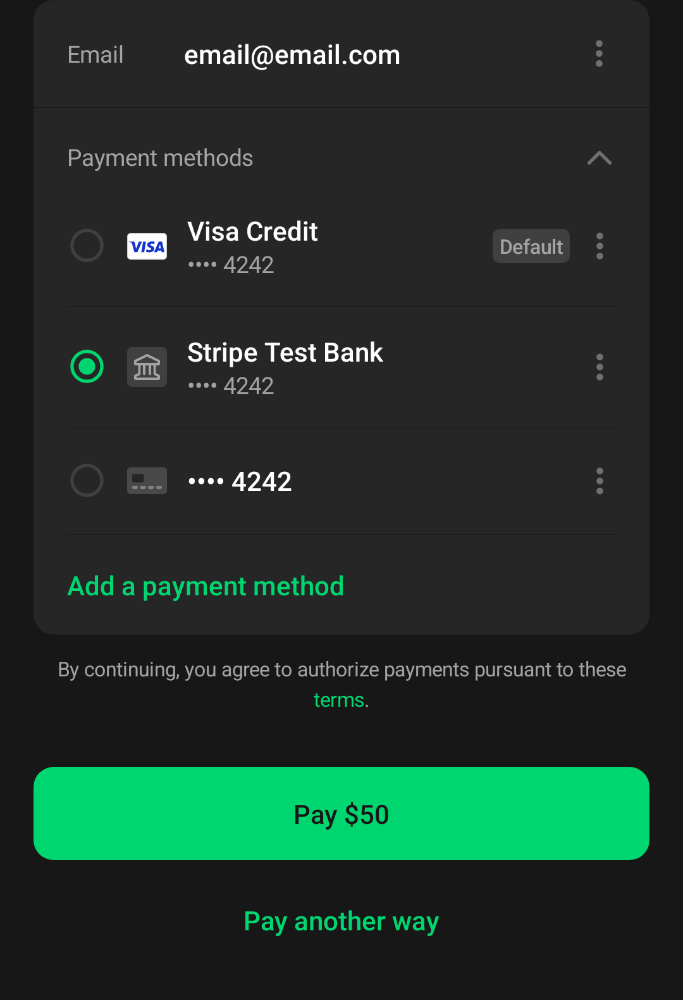 Email email@email.com
Payment methods
VISA Visa Credit Default
•••• 4242
Stripe Test Bank
•••• 4242
•••• 4242
Add a payment method
By continuing, you agree to authorize payments pursuant to these
terms.
Pay $50
Pay another way